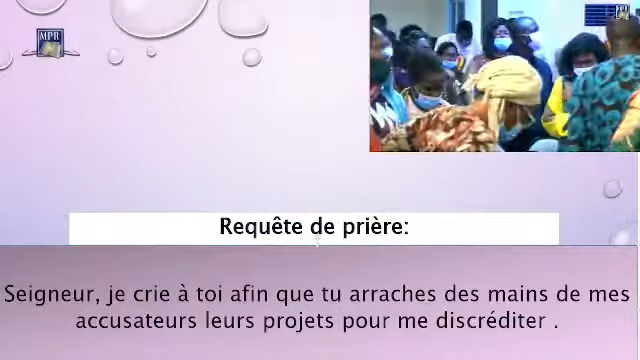 MPR
Requête de prière:
Seigneur, je crie à toi afin que tu arraches des mains de mes
accusateurs leurs projets pour me discréditer .